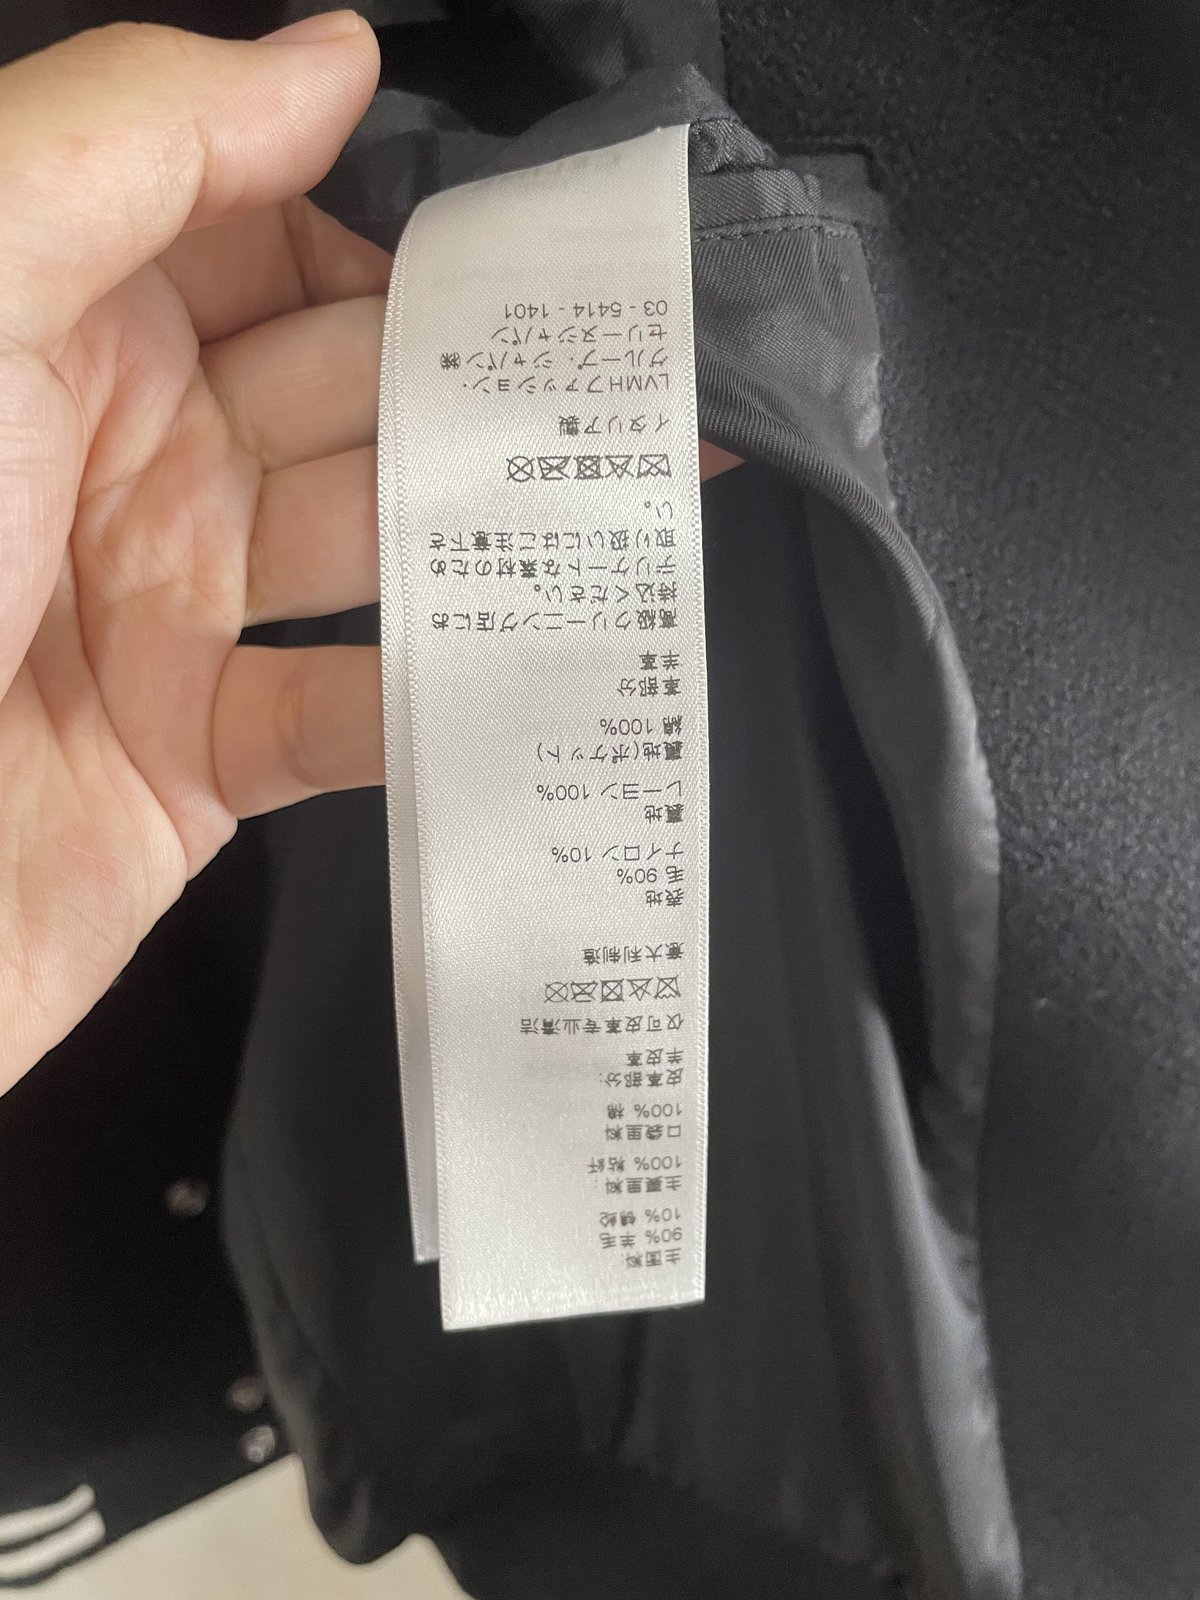 主面料:
90% 羊毛
10% 锦纶
主要里料:
100% 粘纤
口袋里料
100% 棉
皮革部分:
羊皮革
仅可皮革专业清洁
意大利制造
表地
毛 90%
ナイロン 10%
裏地
レーヨン 100%
裏地(ポケット)
綿 100%
革部分
羊革
高級クリーニング店にお
持込ください。
デリケートな素材のため
取り扱いにはご注意下さ
い。
イタリア製
LVMHファッション・
グループ・ジャパン㈱
セリーヌジャパン
03 - 5414 - 1401